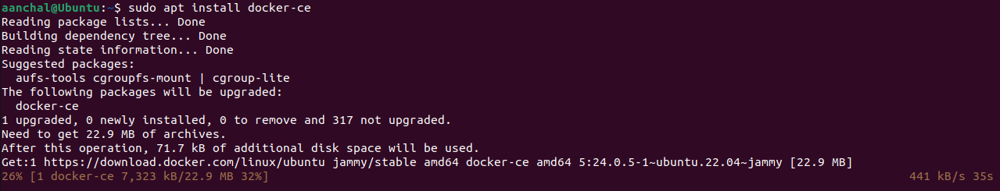 aanchal@Ubuntu:~$ sudo apt install docker-ce
Reading package lists... Done
Building dependency tree... Done
Reading state information... Done
Suggested packages:
  aufs-tools cgroupfs-mount | cgroup-lite
The following packages will be upgraded:
  docker-ce
1 upgraded, 0 newly installed, 0 to remove and 317 not upgraded.
Need to get 22.9 MB of archives.
After this operation, 71.7 kB of additional disk space will be used.
Get:1 https://download.docker.com/linux/ubuntu jammy/stable amd64 docker-ce amd64 5:24.0.5-1~ubuntu.22.04~jammy [22.9 MB]
26% [1 docker-ce 7,323 kB/22.9 MB 32%] 441 kB/s 35s